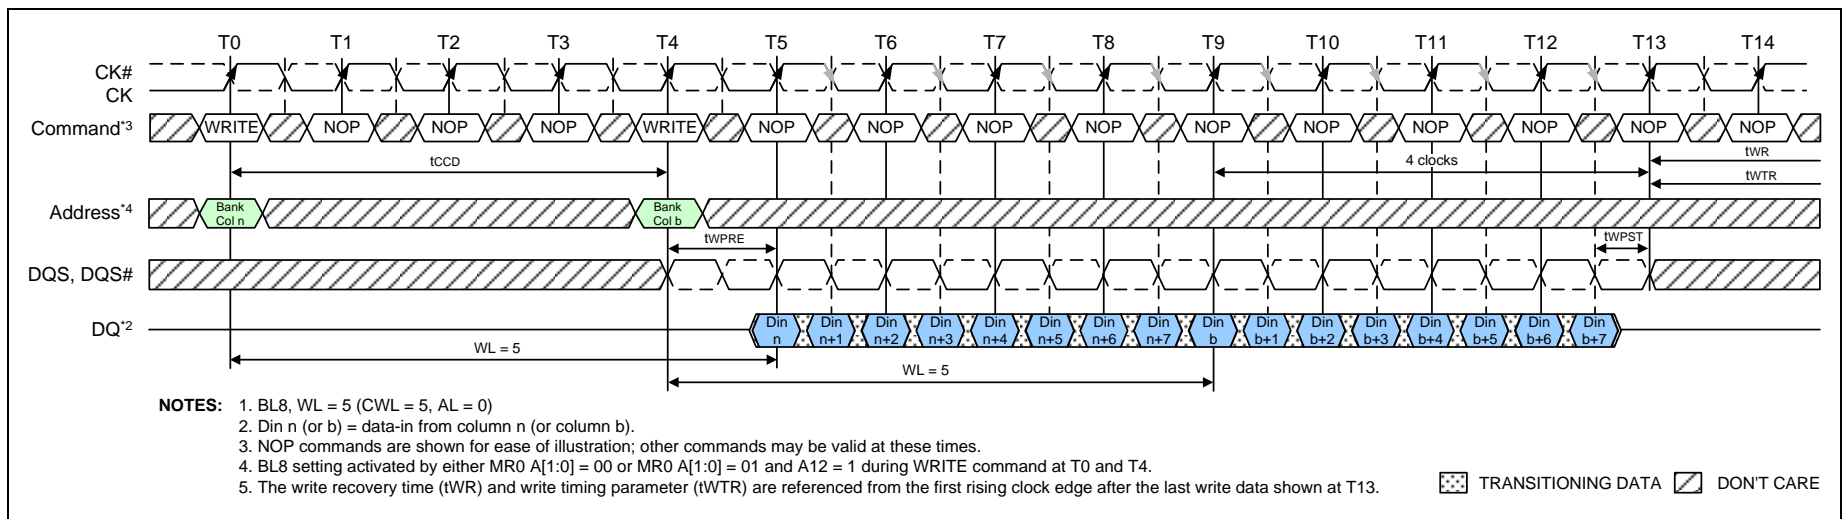 T0 T1 T2 T3 T4 T5 T6 T7 T8 T9 T10 T11 T12 T13 T14
CK#
CK
Command*3 WRITE NOP NOP NOP WRITE NOP NOP NOP NOP NOP NOP NOP NOP NOP NOP
tCCD 4 clocks tWR
tWTR
Address*4 Bank Col n Bank Col b
tWPRE tWPST
DQS, DQS#
DQ*2 Din n Din n+1 Din n+2 Din n+3 Din n+4 Din n+5 Din n+6 Din n+7 Din b Din b+1 Din b+2 Din b+3 Din b+4 Din b+5 Din b+6 Din b+7
WL = 5
WL = 5
NOTES: 1. BL8, WL = 5 (CWL = 5, AL = 0)
2. Din n (or b) = data-in from column n (or column b).
3. NOP commands are shown for ease of illustration; other commands may be valid at these times.
4. BL8 setting activated by either MR0 A[1:0] = 00 or MR0 A[1:0] = 01 and A12 = 1 during WRITE command at T0 and T4.
5. The write recovery time (tWR) and write timing parameter (tWTR) are referenced from the first rising clock edge after the last write data shown at T13.
TRANSITIONING DATA DON'T CARE